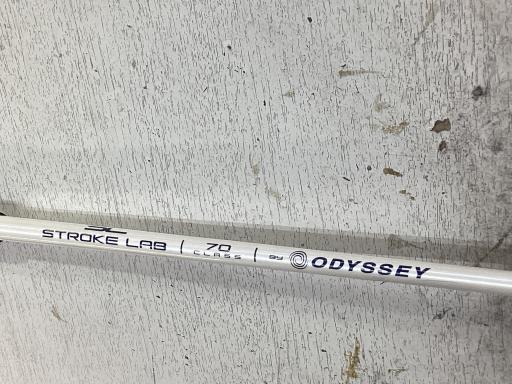 STROKE LAB | 70 CLASS | BY ODYSSEY